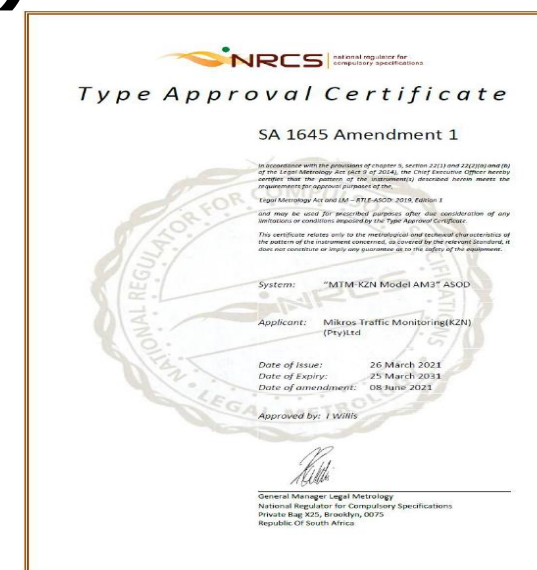 NRCS national regulator for
compulsory specifications
Type Approval Certificate
SA 1645 Amendment 1
In accordance with the provisions of chapter 5, section 22(1) and 22(2)(a) and (b)
of the Legal Metrology Act (Act 9 of 2014), the Chief Executive Officer hereby
certifies that the pattern of the instrument(s) described herein meets the
requirements for approval purposes of the,
Legal Metrology Act and LM – RTLE-ASOD: 2019, Edition 1
and may be used for prescribed purposes after due consideration of any
limitations or conditions imposed by the Type Approval Certificate.
This certificate relates only to the metrological and technical characteristics of
the pattern of the instrument concerned, as covered by the relevant Standard, it
does not constitute or imply any guarantee as to the safety of the equipment.
NATIONAL REGULATOR FOR COMPULSORY SPECIFICATIONS
NRCS
LEGAL METROLOGY
System: "MTM-KZN Model AM3" ASOD
Applicant: Mikros Traffic Monitoring(KZN)
(Pty)Ltd
Date of Issue: 26 March 2021
Date of Expiry: 25 March 2031
Date of amendment: 08 June 2021
Approved by: I Willis
General Manager Legal Metrology
National Regulator for Compulsory Specifications
Private Bag X25, Brooklyn, 0075
Republic Of South Africa